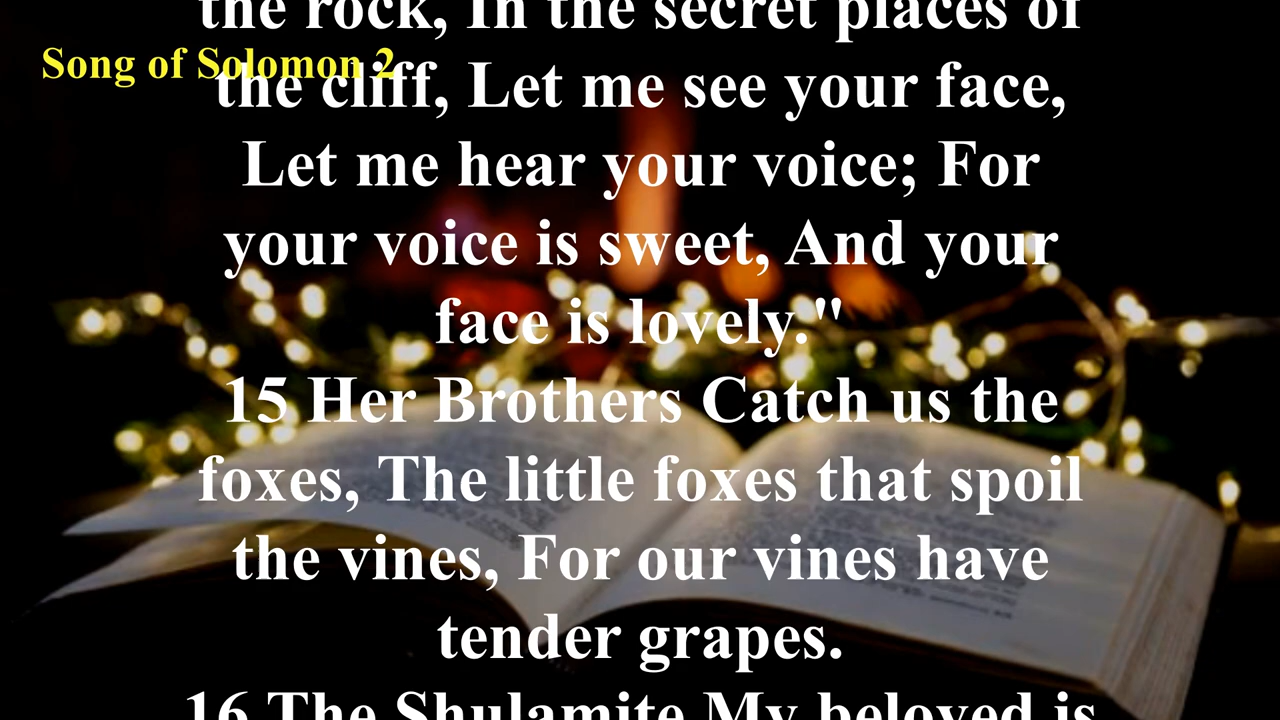 the rock, In the secret places of
Song of Solomon 2
the cliff, Let me see your face,
Let me hear your voice; For
your voice is sweet, And your
face is lovely."
15 Her Brothers Catch us the
foxes, The little foxes that spoil
the vines, For our vines have
tender grapes.
16 The Shulamite My beloved is